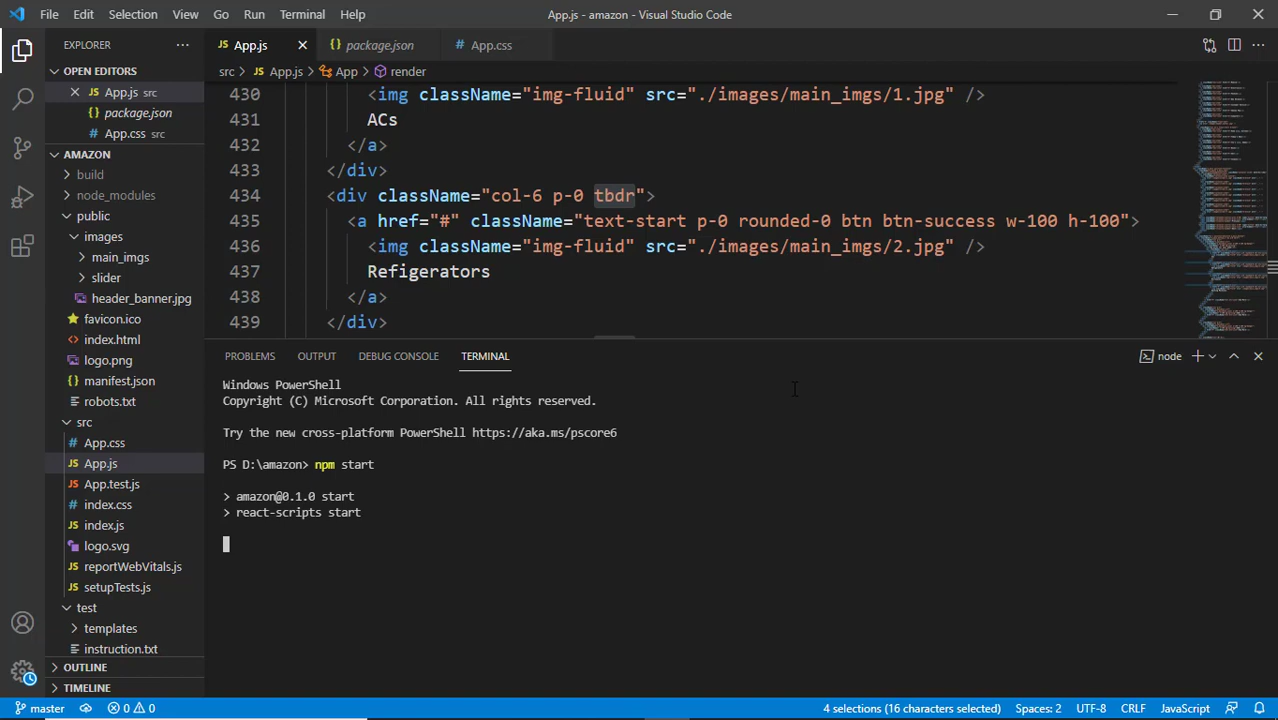 File Edit Selection View Go Run Terminal Help
App.js - amazon - Visual Studio Code
EXPLORER
OPEN EDITORS
JS App.js src
{} package.json
# App.css src
AMAZON
build
node_modules
public
images
main_imgs
slider
header_banner.jpg
favicon.ico
<> index.html
logo.png
manifest.json
robots.txt
src
# App.css
JS App.js
JS App.test.js
# index.css
JS index.js
logo.svg
JS reportWebVitals.js
JS setupTests.js
test
templates
instruction.txt
OUTLINE
TIMELINE
JS App.js
{} package.json
# App.css
src > JS App.js > App > render
430 <img className="img-fluid" src="./images/main_imgs/1.jpg" />
431 ACs
432 </a>
433 </div>
434 <div className="col-6 p-0 tbdr">
435 <a href="#" className="text-start p-0 rounded-0 btn btn-success w-100 h-100">
436 <img className="img-fluid" src="./images/main_imgs/2.jpg" />
437 Refigerators
438 </a>
439 </div>
PROBLEMS OUTPUT DEBUG CONSOLE TERMINAL
node
Windows PowerShell
Copyright (C) Microsoft Corporation. All rights reserved.
Try the new cross-platform PowerShell https://aka.ms/pscore6
PS D:\amazon> npm start
> amazon@0.1.0 start
> react-scripts start
master 0 0
4 selections (16 characters selected) Spaces: 2 UTF-8 CRLF JavaScript